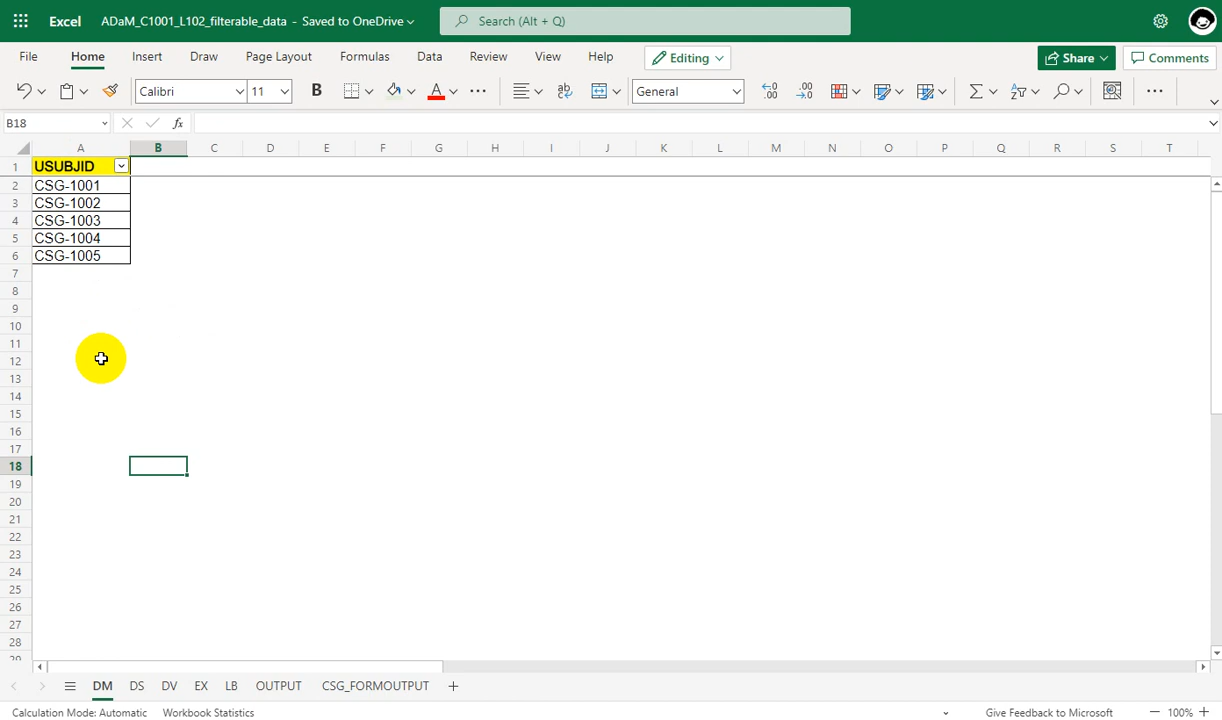 Excel ADaM_C1001_L102_filterable_data - Saved to OneDrive Search (Alt + Q)
File Home Insert Draw Page Layout Formulas Data Review View Help Editing Share Comments
Calibri 11 B A ab General .00 .00
B18 fx
A B C D E F G H I J K L M N O P Q R S T
1 USUBJID
2 CSG-1001
3 CSG-1002
4 CSG-1003
5 CSG-1004
6 CSG-1005
7
8
9
10
11
12
13
14
15
16
17
18
19
20
21
22
23
24
25
26
27
28
29
DM DS DV EX LB OUTPUT CSG_FORMOUTPUT
Calculation Mode: Automatic Workbook Statistics Give Feedback to Microsoft 100%